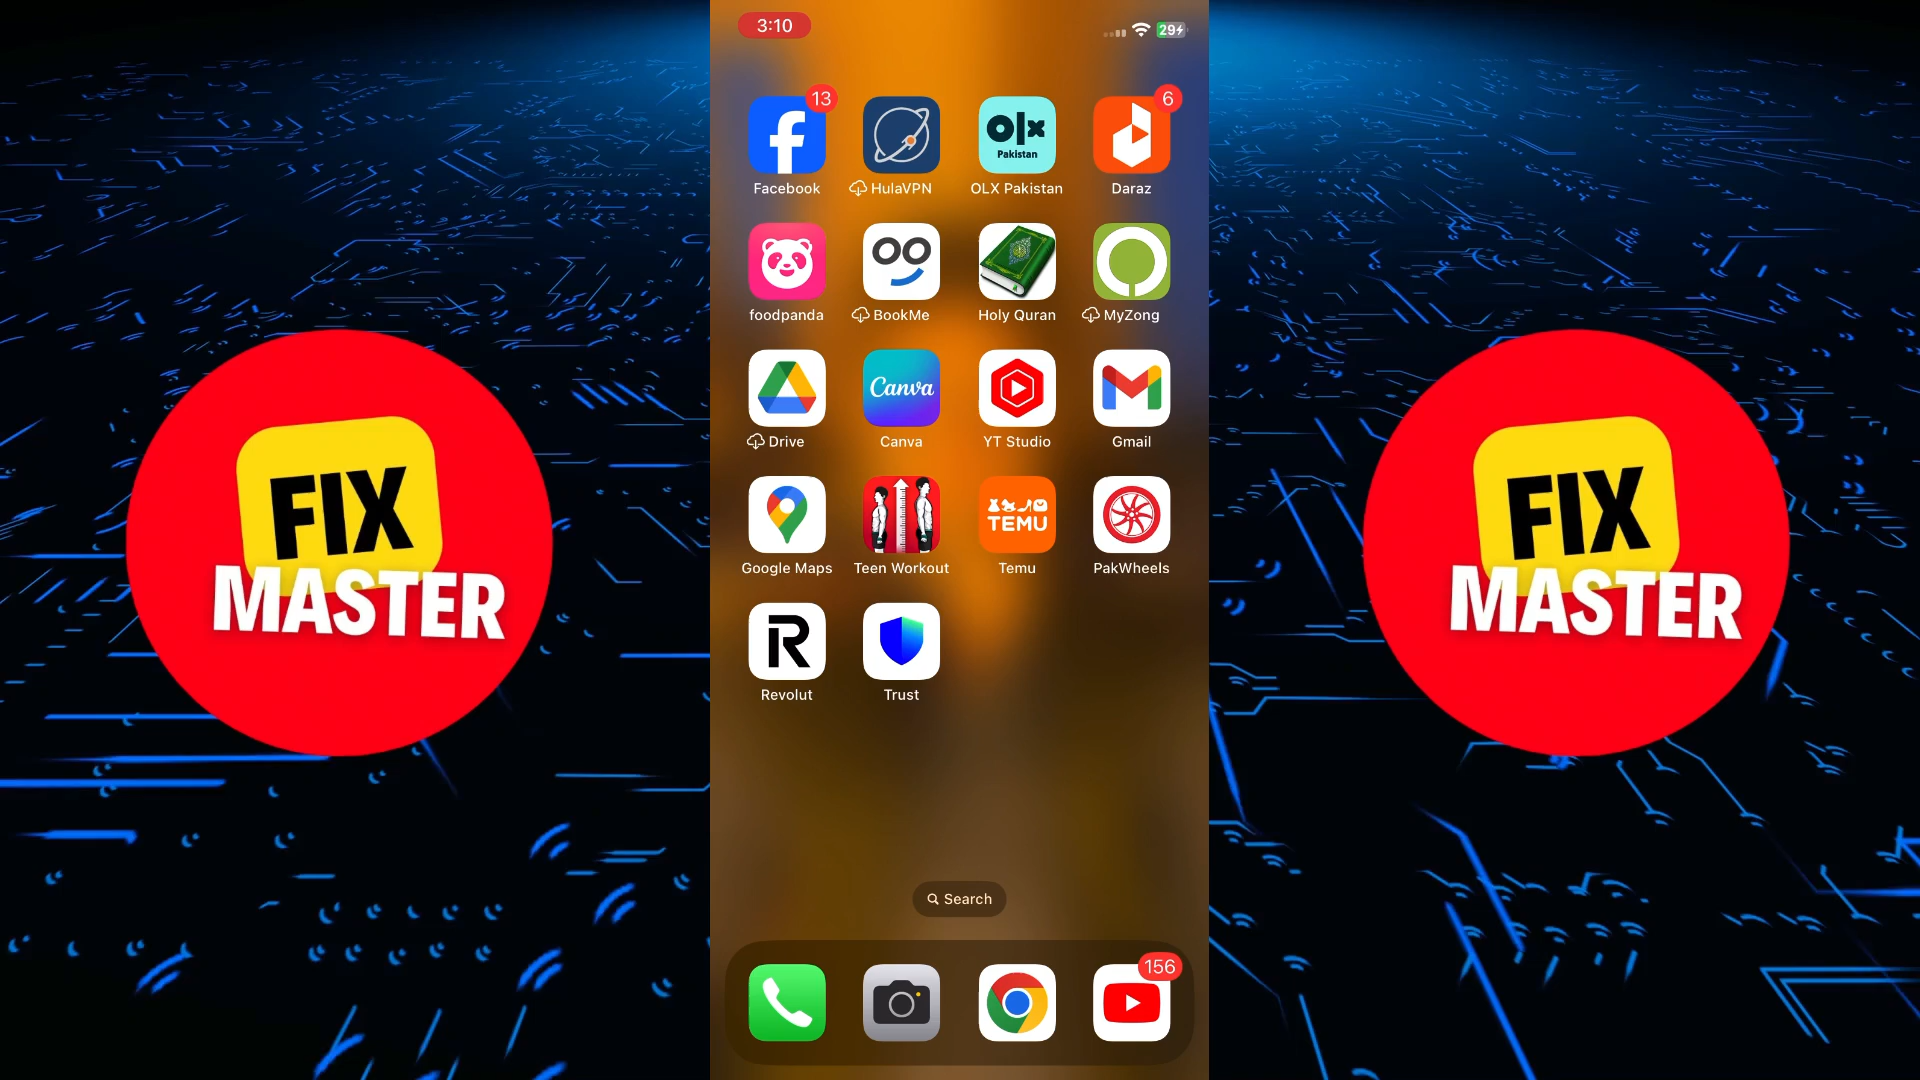 3:10
29
13
6
f
olx
Pakistan
Facebook
HulaVPN
OLX Pakistan
Daraz
foodpanda
BookMe
Holy Quran
MyZong
Canva
Drive
Canva
YT Studio
Gmail
TEMU
Google Maps
Teen Workout
Temu
PakWheels
R
Revolut
Trust
Search
156
FIX
MASTER
FIX
MASTER